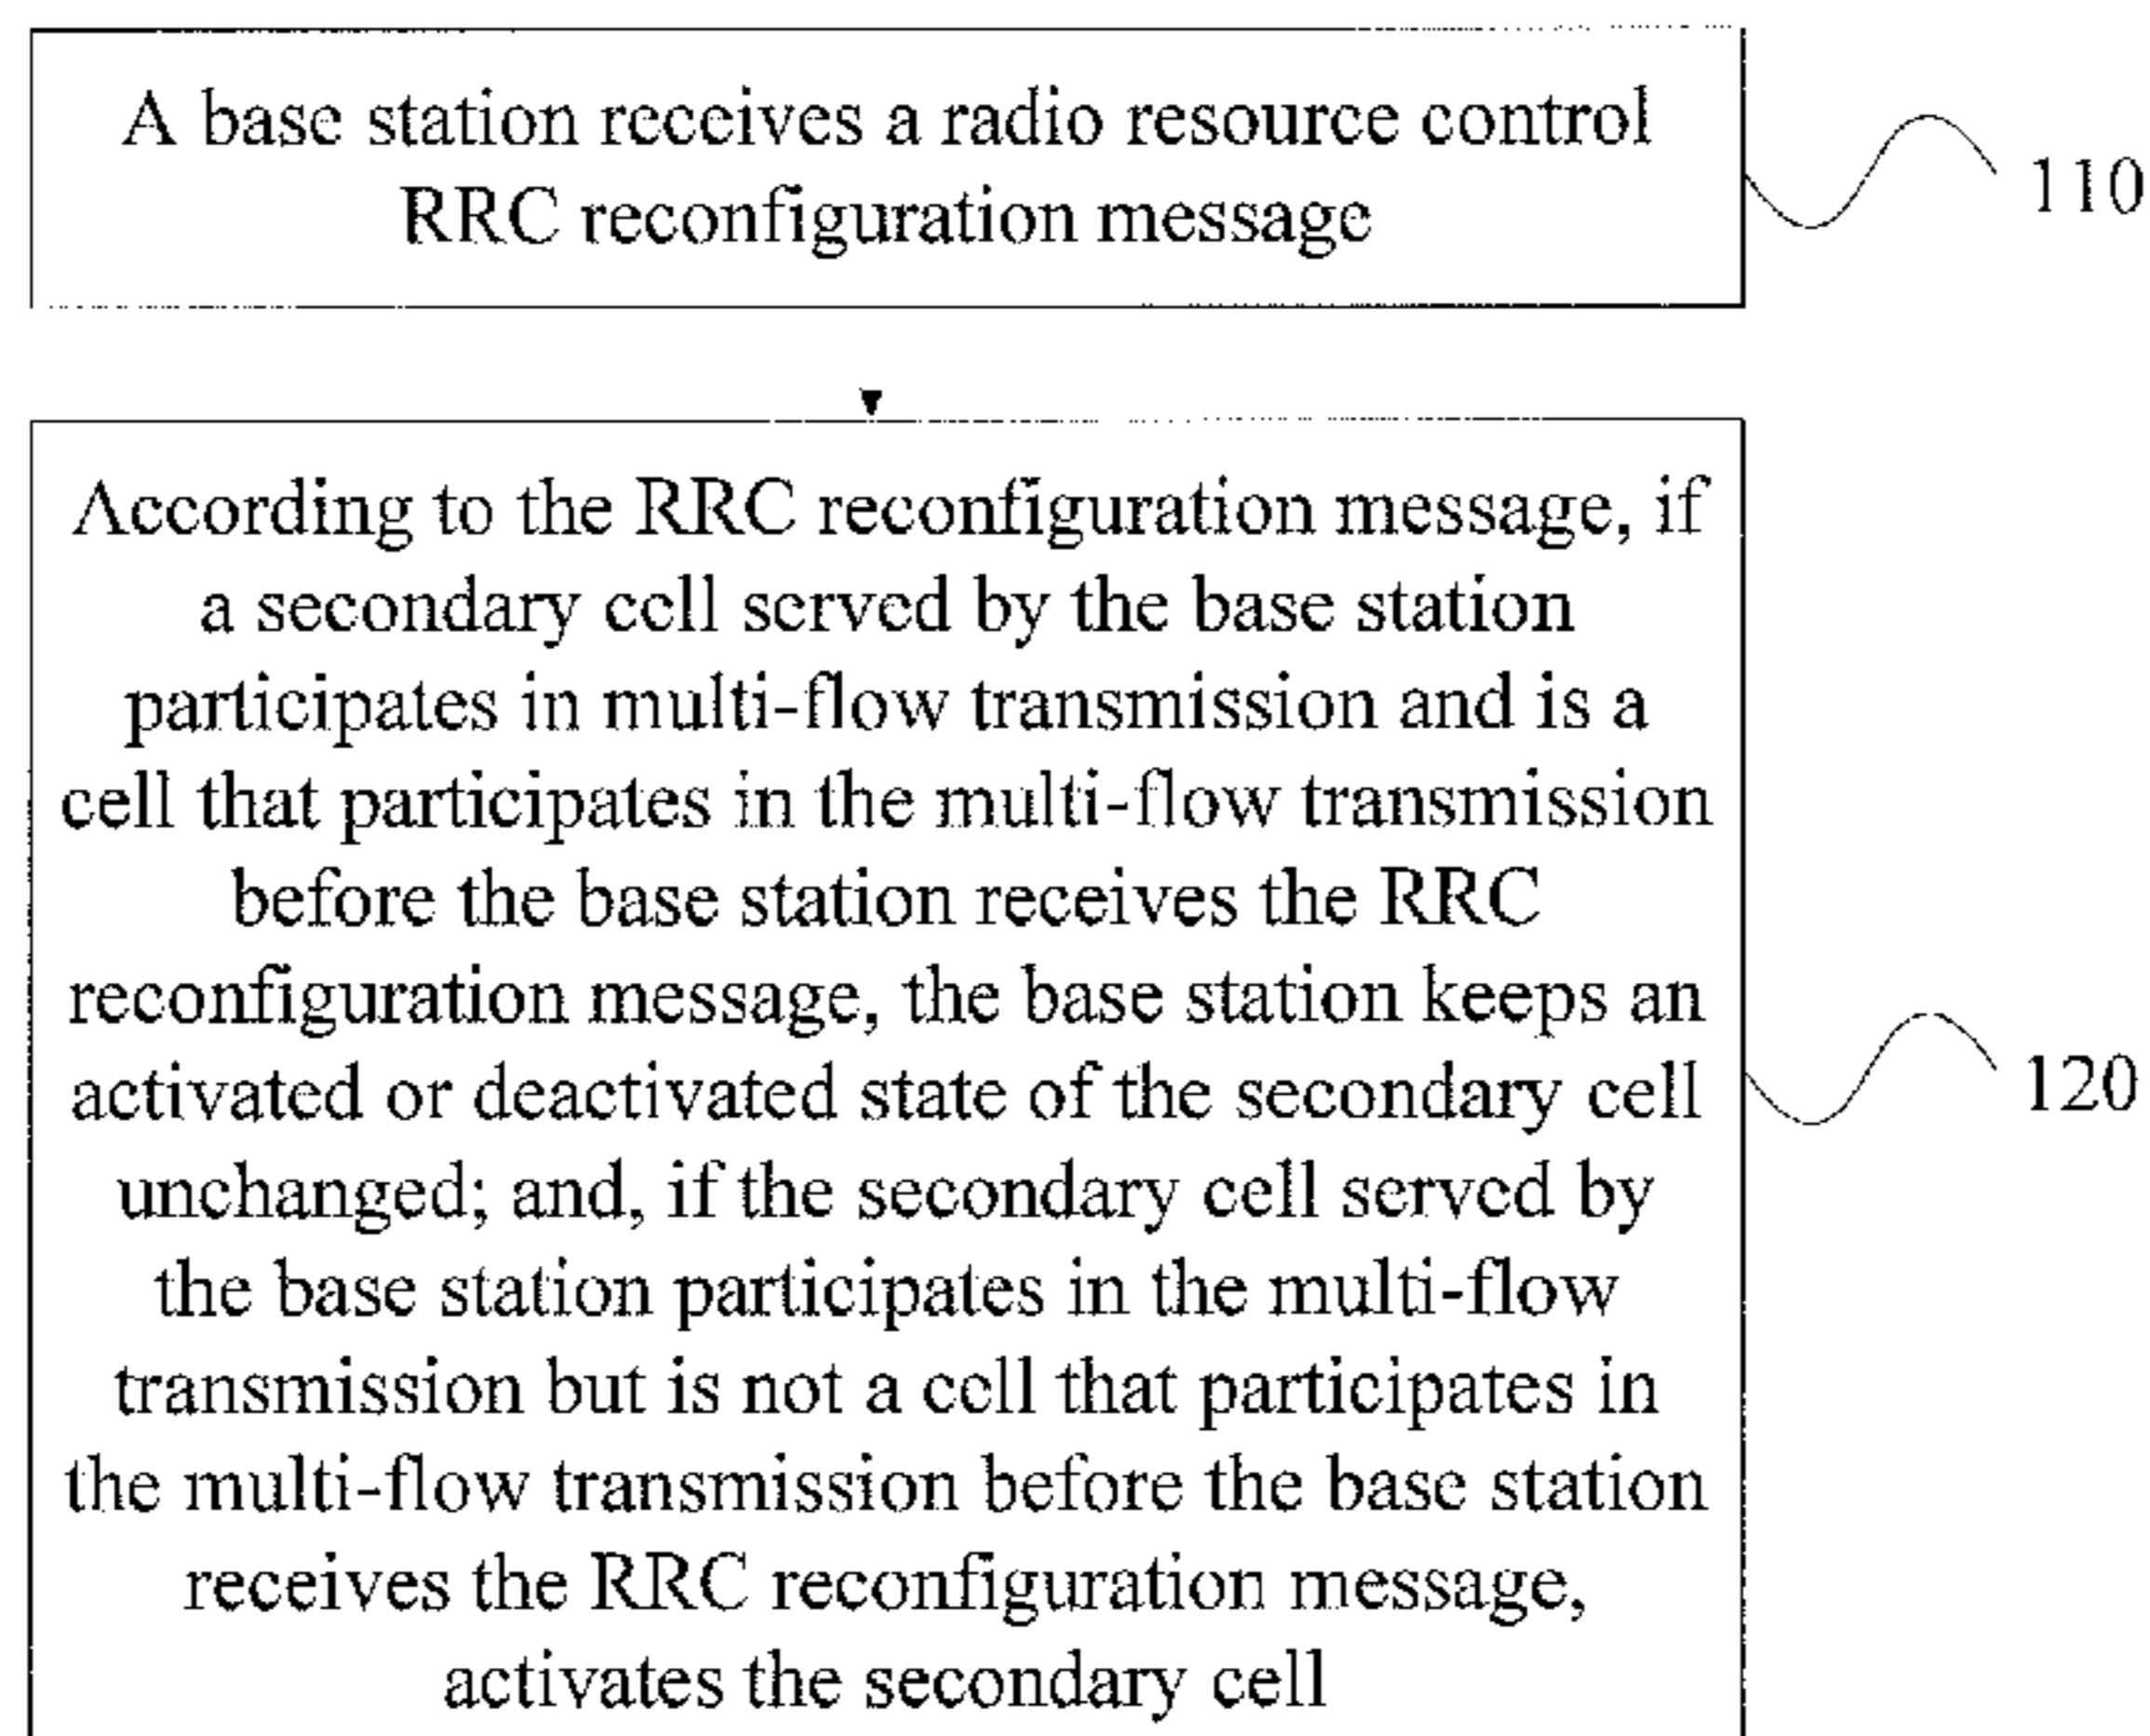 A base station receives a radio resource control
RRC reconfiguration message
110
According to the RRC reconfiguration message, if
a secondary cell served by the base station
participates in multi-flow transmission and is a
cell that participates in the multi-flow transmission
before the base station receives the RRC
reconfiguration message, the base station keeps an
activated or deactivated state of the secondary cell
unchanged; and, if the secondary cell served by
the base station participates in the multi-flow
transmission but is not a cell that participates in
the multi-flow transmission before the base station
receives the RRC reconfiguration message,
activates the secondary cell
120